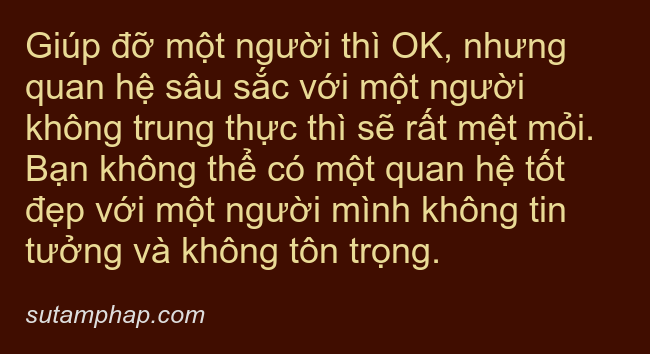 Giúp đỡ một người thì OK, nhưng
quan hệ sâu sắc với một người
không trung thực thì sẽ rất mệt mỏi.
Bạn không thể có một quan hệ tốt
đẹp với một người mình không tin
tưởng và không tôn trọng.
sutamphap.com